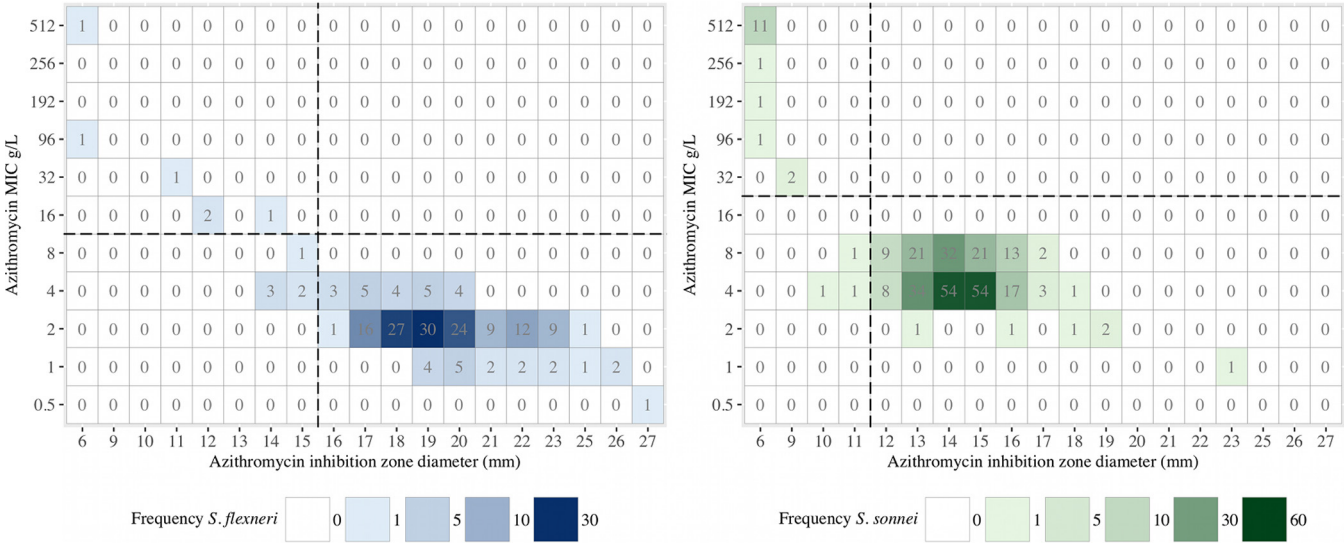 Azithromycin MIC g/L
512 1 0 0 0 0 0 0 0 0 0 0 0 0 0 0 0 0 0 0
256 0 0 0 0 0 0 0 0 0 0 0 0 0 0 0 0 0 0 0
192 0 0 0 0 0 0 0 0 0 0 0 0 0 0 0 0 0 0 0
96 1 0 0 0 0 0 0 0 0 0 0 0 0 0 0 0 0 0 0
32 0 0 0 1 0 0 0 0 0 0 0 0 0 0 0 0 0 0 0
16 0 0 0 0 2 0 1 0 0 0 0 0 0 0 0 0 0 0 0
8 0 0 0 0 0 0 0 1 0 0 0 0 0 0 0 0 0 0 0
4 0 0 0 0 0 0 3 2 3 5 4 5 4 0 0 0 0 0 0
2 0 0 0 0 0 0 0 0 1 16 27 30 24 9 12 9 1 0 0
1 0 0 0 0 0 0 0 0 0 0 0 4 5 2 2 2 1 2 0
0.5 0 0 0 0 0 0 0 0 0 0 0 0 0 0 0 0 0 0 1
6 9 10 11 12 13 14 15 16 17 18 19 20 21 22 23 25 26 27
Azithromycin inhibition zone diameter (mm)
Frequency S. flexneri 0 1 5 10 30
Azithromycin MIC g/L
512 11 0 0 0 0 0 0 0 0 0 0 0 0 0 0 0 0 0 0
256 1 0 0 0 0 0 0 0 0 0 0 0 0 0 0 0 0 0 0
192 1 0 0 0 0 0 0 0 0 0 0 0 0 0 0 0 0 0 0
96 1 0 0 0 0 0 0 0 0 0 0 0 0 0 0 0 0 0 0
32 0 2 0 0 0 0 0 0 0 0 0 0 0 0 0 0 0 0 0
16 0 0 0 0 0 0 0 0 0 0 0 0 0 0 0 0 0 0 0
8 0 0 0 1 9 21 32 21 13 2 0 0 0 0 0 0 0 0 0
4 0 0 1 1 8 54 54 17 3 1 0 0 0 0 0 0 0 0
2 0 0 0 0 0 1 0 0 1 0 1 2 0 0 0 0 0 0 0
1 0 0 0 0 0 0 0 0 0 0 0 0 0 0 0 1 0 0 0
0.5 0 0 0 0 0 0 0 0 0 0 0 0 0 0 0 0 0 0 0
6 9 10 11 12 13 14 15 16 17 18 19 20 21 22 23 25 26 27
Azithromycin inhibition zone diameter (mm)
Frequency S. sonnei 0 1 5 10 30 60